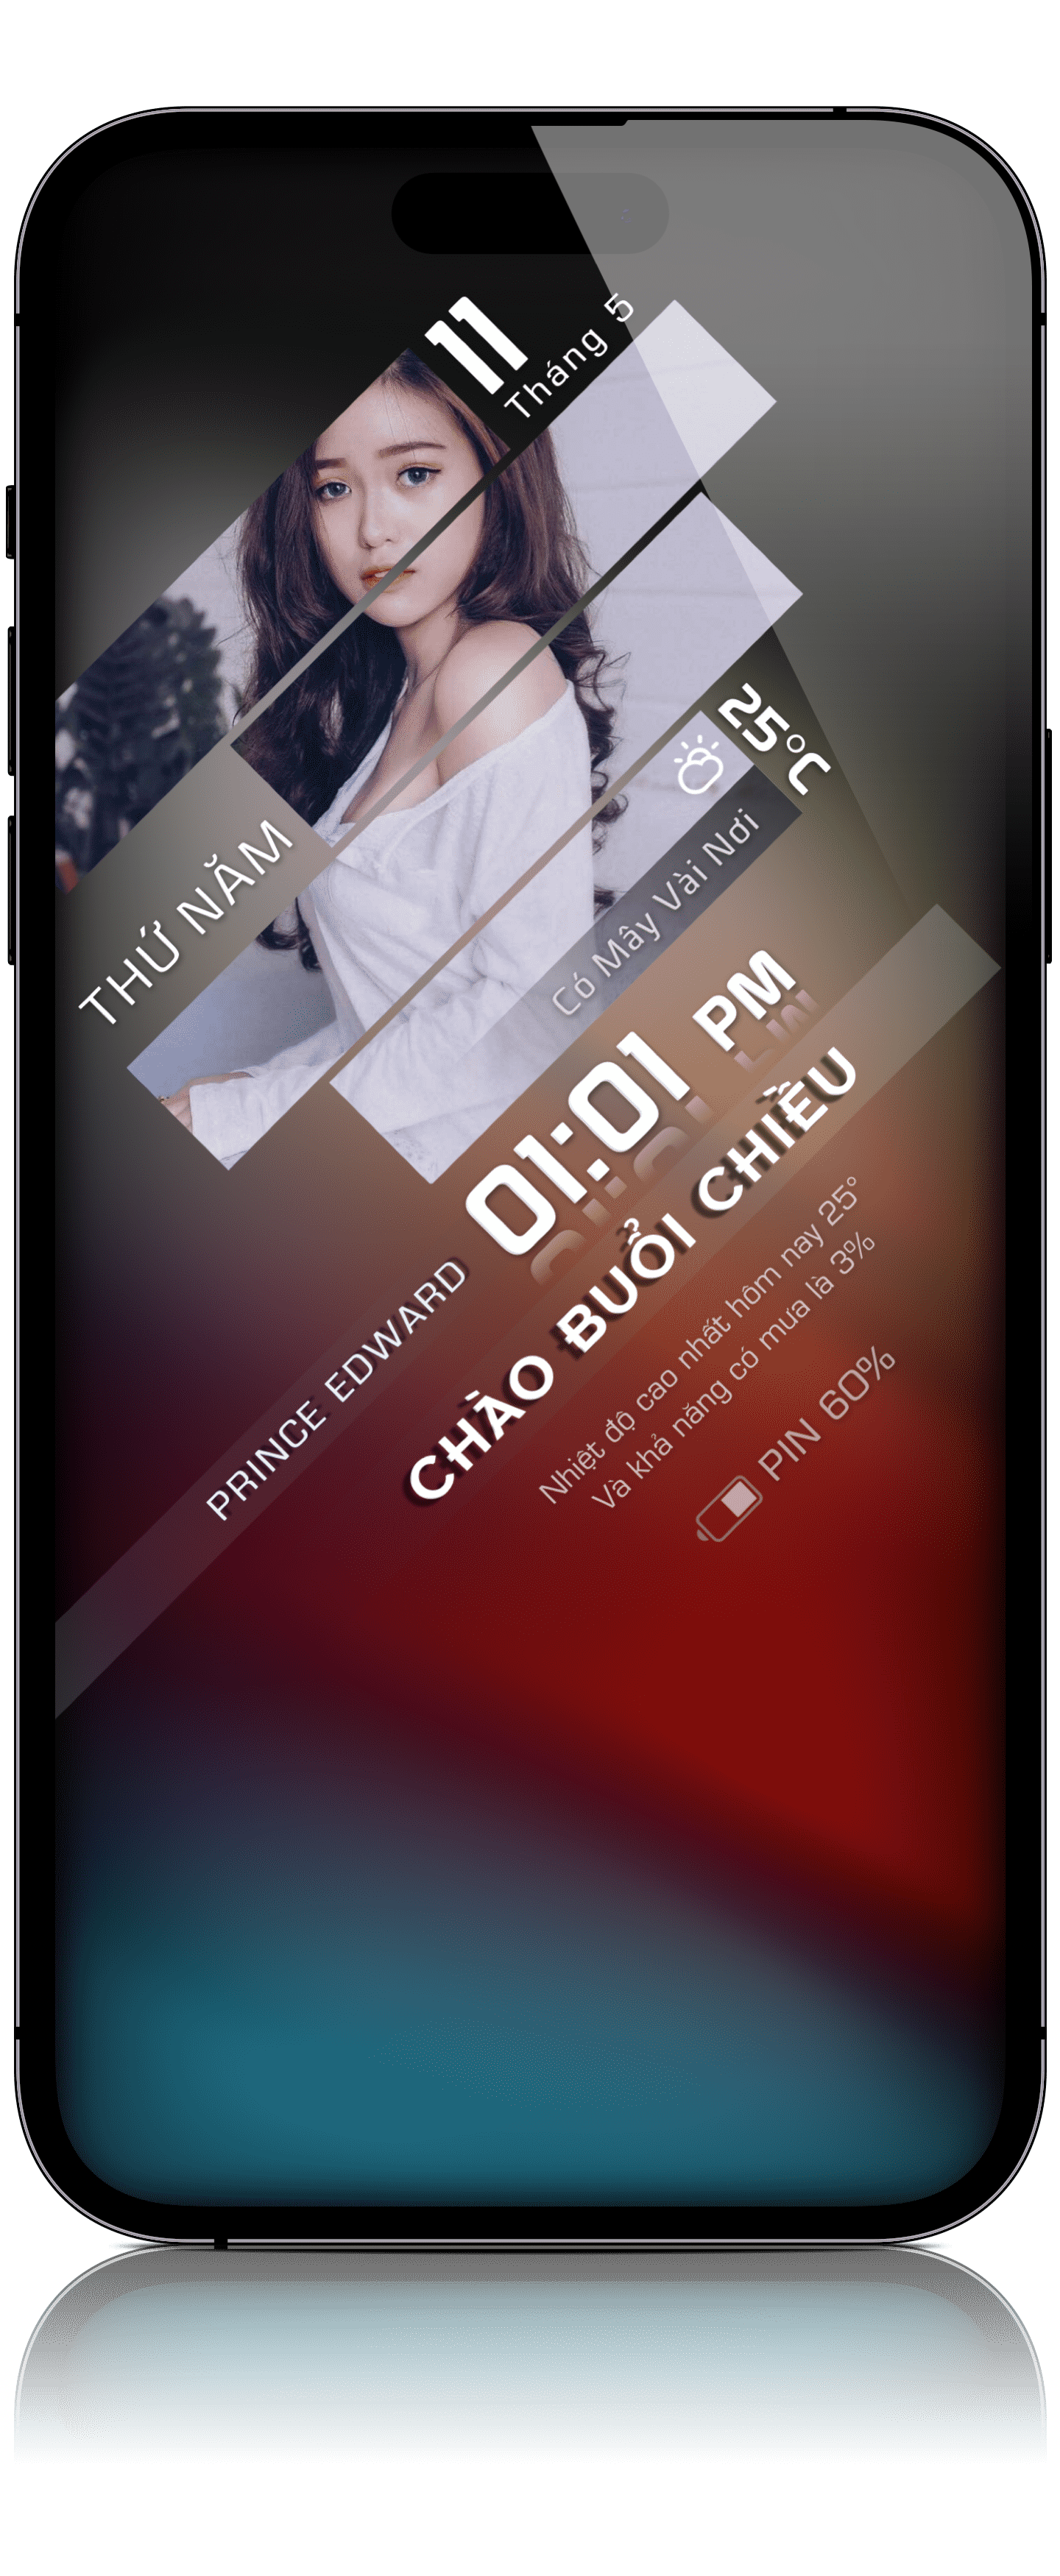 11
Tháng 5
THỨ NĂM
25°C
Có Mây Vài Nơi
01:01 PM
PRINCE EDWARD
CHÀO BUỔI CHIỀU
Nhiệt độ cao nhất hôm nay 25°
Và khả năng có mưa là 3%
PIN 60%